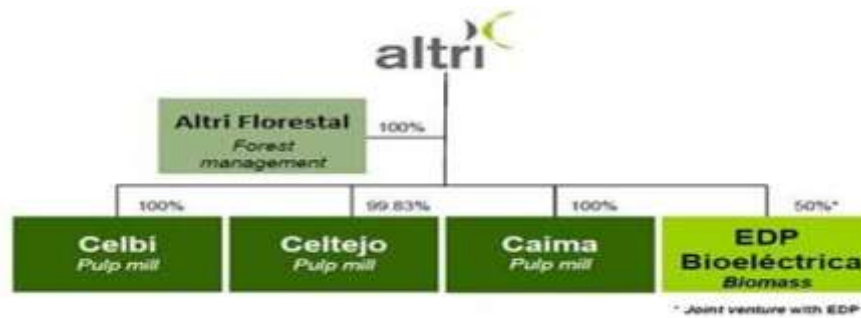 altri
Altri Florestal
Forest
management
100%
100%
99.83%
100%
50%*
Celbi
Pulp mill
Celtejo
Pulp mill
Caima
Pulp mill
EDP
Bioeléctrica
Biomass
* Joint venture with EDP